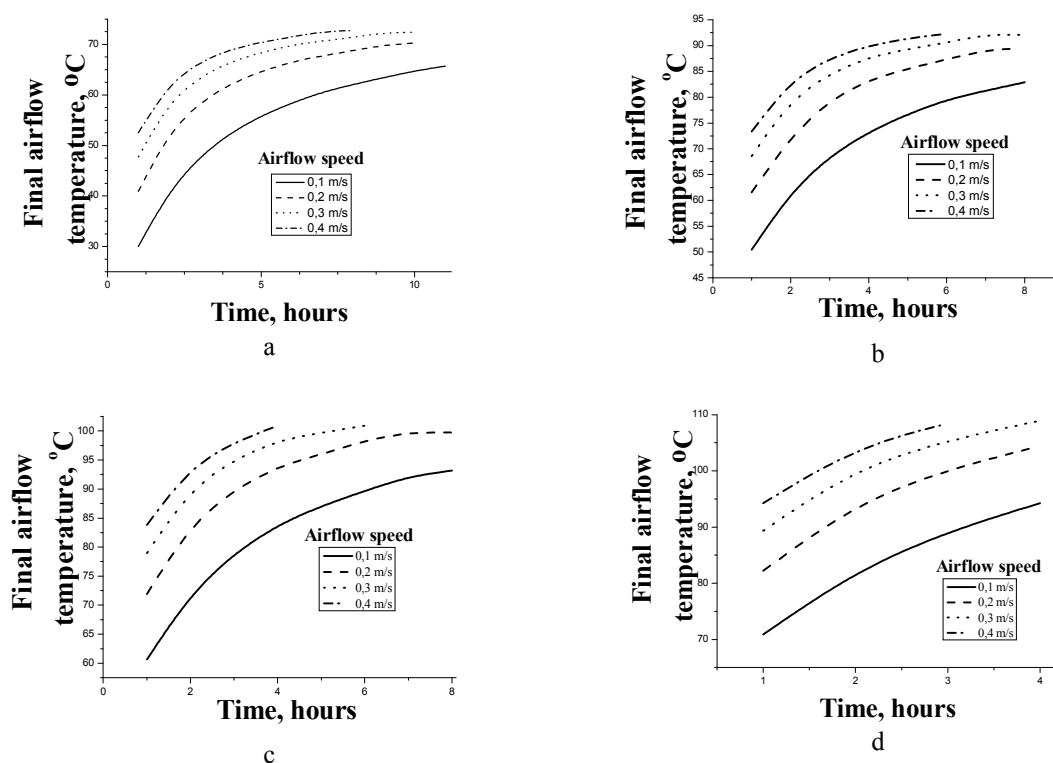 Final airflow
temperature, °C
70
60
50
40
30
0
5
10
Airflow speed
0,1 m/s
0,2 m/s
0,3 m/s
0,4 m/s
Time, hours
a
Final airflow
temperature, °C
95
90
85
80
75
70
65
60
55
50
45
0
2
4
6
8
Airflow speed
0,1 m/s
0,2 m/s
0,3 m/s
0,4 m/s
Time, hours
b
Final airflow
temperature, °C
100
95
90
85
80
75
70
65
60
0
2
4
6
8
Airflow speed
0,1 m/s
0,2 m/s
0,3 m/s
0,4 m/s
Time, hours
c
Final airflow
temperature, °C
110
100
90
80
70
1
2
3
4
Airflow speed
0,1 m/s
0,2 m/s
0,3 m/s
0,4 m/s
Time, hours
d